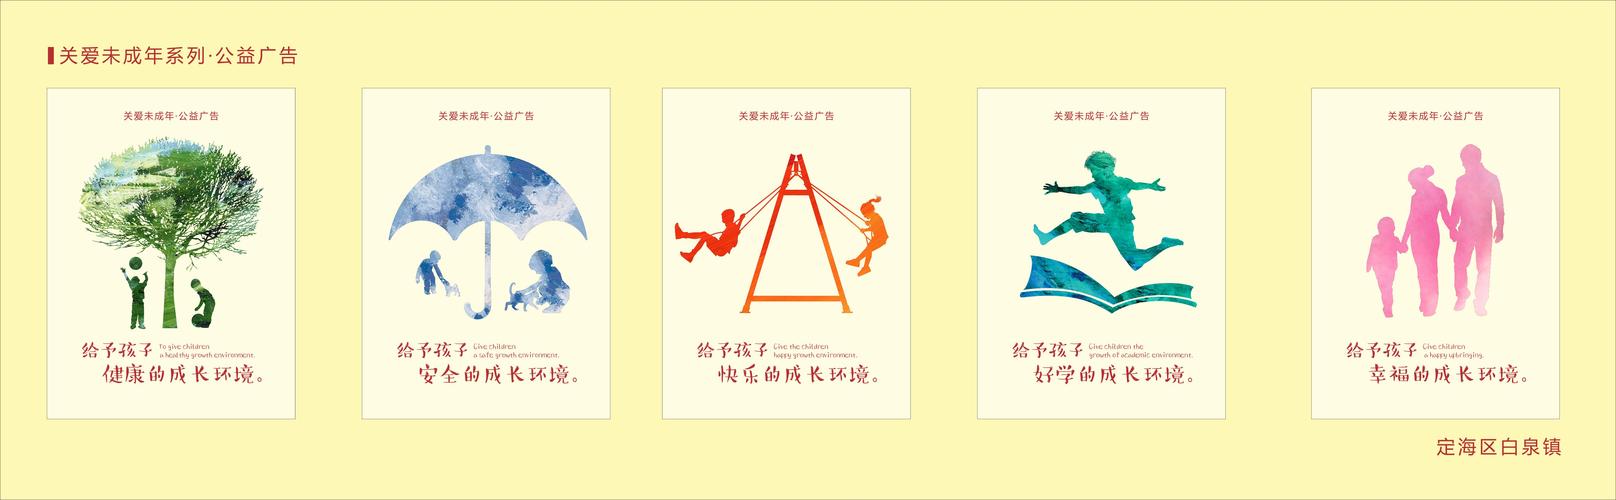 关爱未成年系列·公益广告
关爱未成年·公益广告
给予孩子 To give children
a healthy growth environment.
健康的成长环境。
关爱未成年·公益广告
给予孩子 Give children
a safe growth environment.
安全的成长环境。
关爱未成年·公益广告
给予孩子 Give the children
happy growth environment.
快乐的成长环境。
关爱未成年·公益广告
给予孩子 Give children the
growth of academic environment.
好学的成长环境。
关爱未成年·公益广告
给予孩子 Give children
a happy upbringing.
幸福的成长环境。
定海区白泉镇